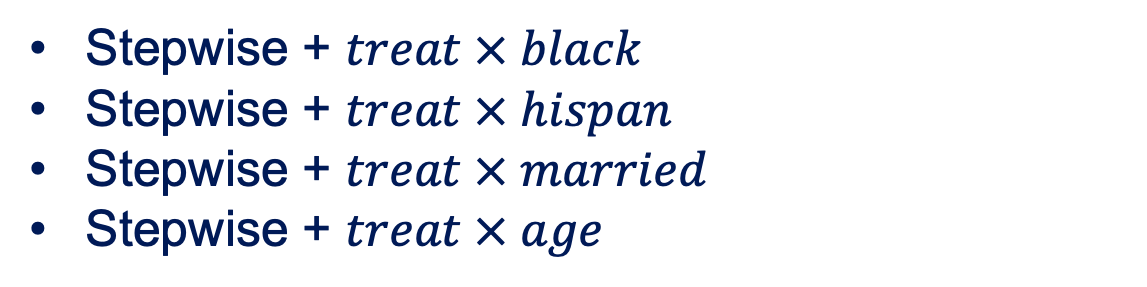 • Stepwise + treat × black
• Stepwise + treat × hispan
• Stepwise + treat × married
• Stepwise + treat × age